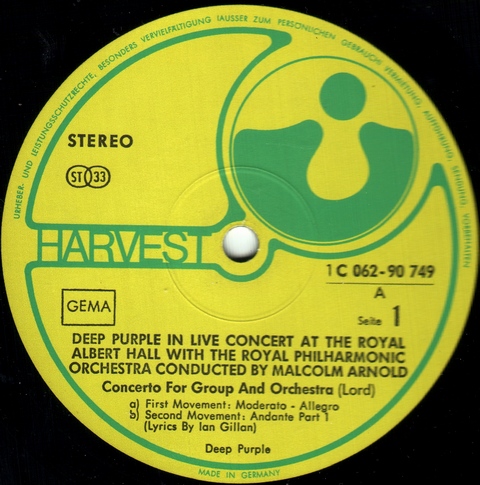 URHEBER- UND LEISTUNGSSCHUTZRECHTE, BESONDERS VERVIELFÄLTIGUNG (AUSSER ZUM PERSÖNLICHEN GEBRAUCH) VERMIETUNG, AUFFÜHRUNG, SENDUNG VORBEHALTEN
STEREO
ST 33
HARVEST
1 C 062-90 749
A
Seite 1
GEMA
DEEP PURPLE IN LIVE CONCERT AT THE ROYAL
ALBERT HALL WITH THE ROYAL PHILHARMONIC
ORCHESTRA CONDUCTED BY MALCOLM ARNOLD
Concerto For Group And Orchestra (Lord)
a) First Movement: Moderato - Allegro
b) Second Movement: Andante Part 1
(Lyrics By Ian Gillan)
Deep Purple
MADE IN GERMANY